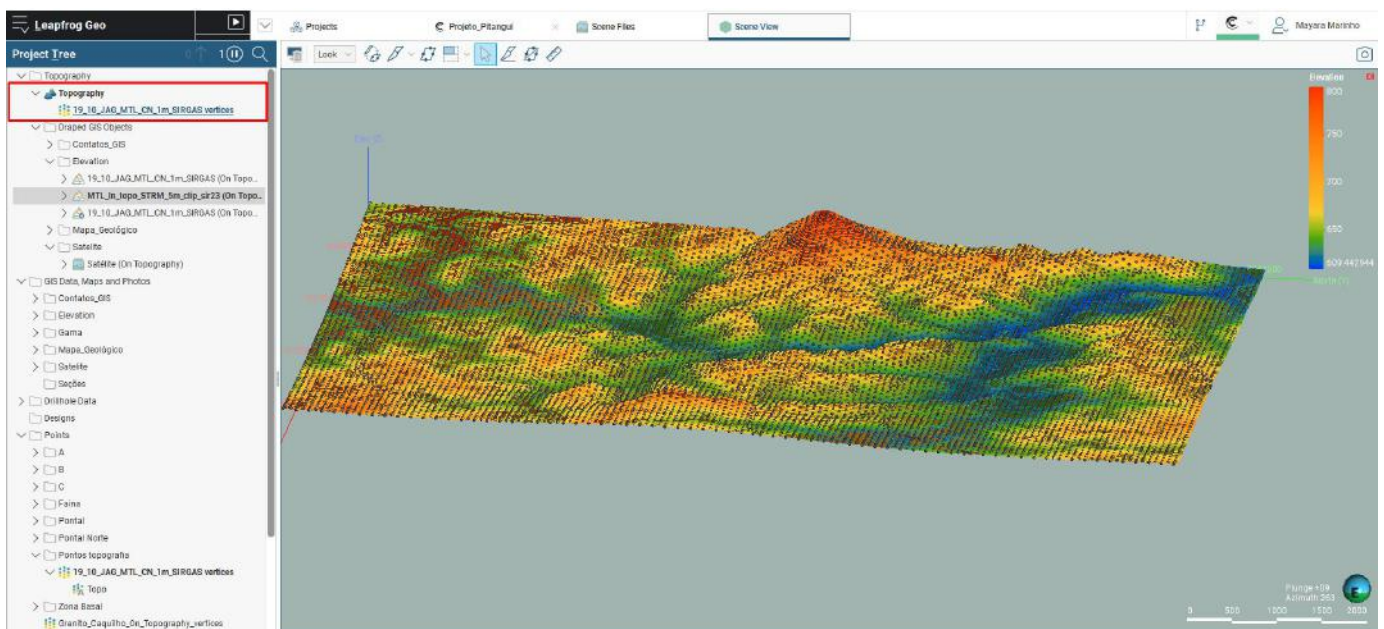 Leapfrog Geo
Projects
Projeto_Pitangui
Scene Files
Scene View
Mayara Marinho
Project Tree
1
Look
Topography
Topography
19_10_JAG_MTL_CN_1m_SIRGAS vertices
Draped GIS Objects
Contatos_GIS
Elevation
19_10_JAG_MTL_CN_1m_SIRGAS (On Topo..
MTL_in_topo_STRM_5m_clip_sir23 (On Topo..
19_10_JAG_MTL_CN_1m_SIRGAS (On Topo..
Mapa_Geológico
Satelite
Satélite (On Topography)
GIS Data, Maps and Photos
Contatos_GIS
Elevation
Gama
Mapa_Geológico
Satelite
Seções
Drillhole Data
Designs
Points
A
B
C
Faina
Pontal
Pontal Norte
Pontos topografia
19_10_JAG_MTL_CN_1m_SIRGAS vertices
Topo
Zona Basal
Granito_Caquilho_On_Topography_vertices
Elevation
800
750
700
650
609.442944
Plunge +09
Azimuth 263
0 500 1000 1500 2000
E